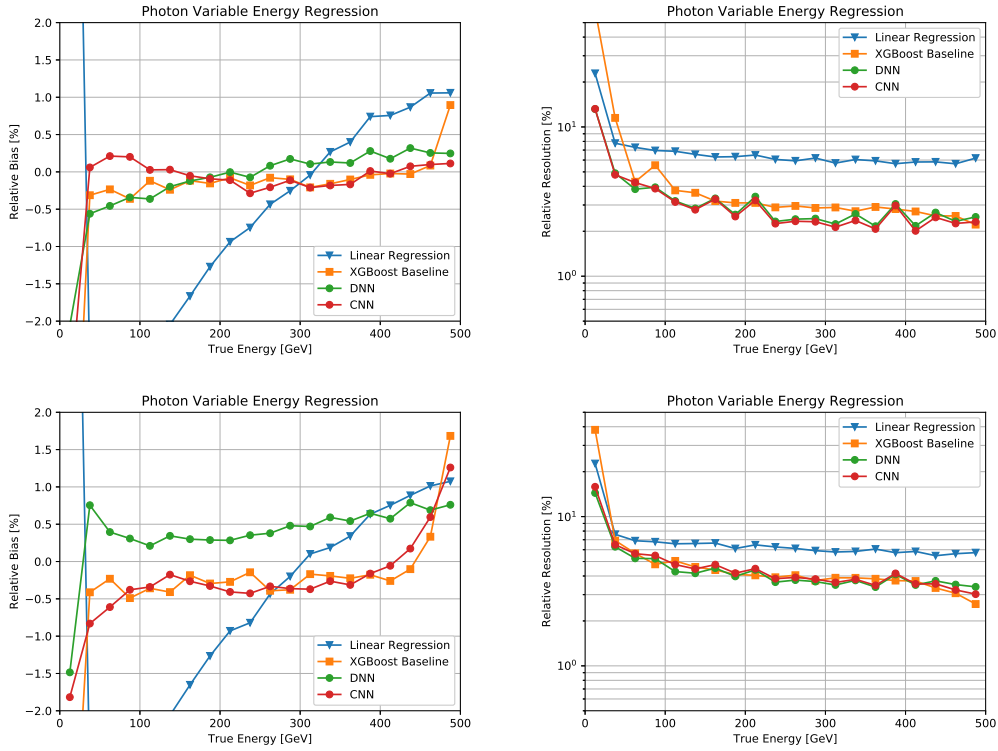 Photon Variable Energy Regression
2.0
1.5
1.0
0.5
0.0
−0.5
−1.0
−1.5
−2.0
Relative Bias [%]
Linear Regression
XGBoost Baseline
DNN
CNN
0 100 200 300 400 500
True Energy [GeV]
Photon Variable Energy Regression
10¹
10⁰
Relative Resolution [%]
Linear Regression
XGBoost Baseline
DNN
CNN
0 100 200 300 400 500
True Energy [GeV]
Photon Variable Energy Regression
2.0
1.5
1.0
0.5
0.0
−0.5
−1.0
−1.5
−2.0
Relative Bias [%]
Linear Regression
XGBoost Baseline
DNN
CNN
0 100 200 300 400 500
True Energy [GeV]
Photon Variable Energy Regression
10¹
10⁰
Relative Resolution [%]
Linear Regression
XGBoost Baseline
DNN
CNN
0 100 200 300 400 500
True Energy [GeV]